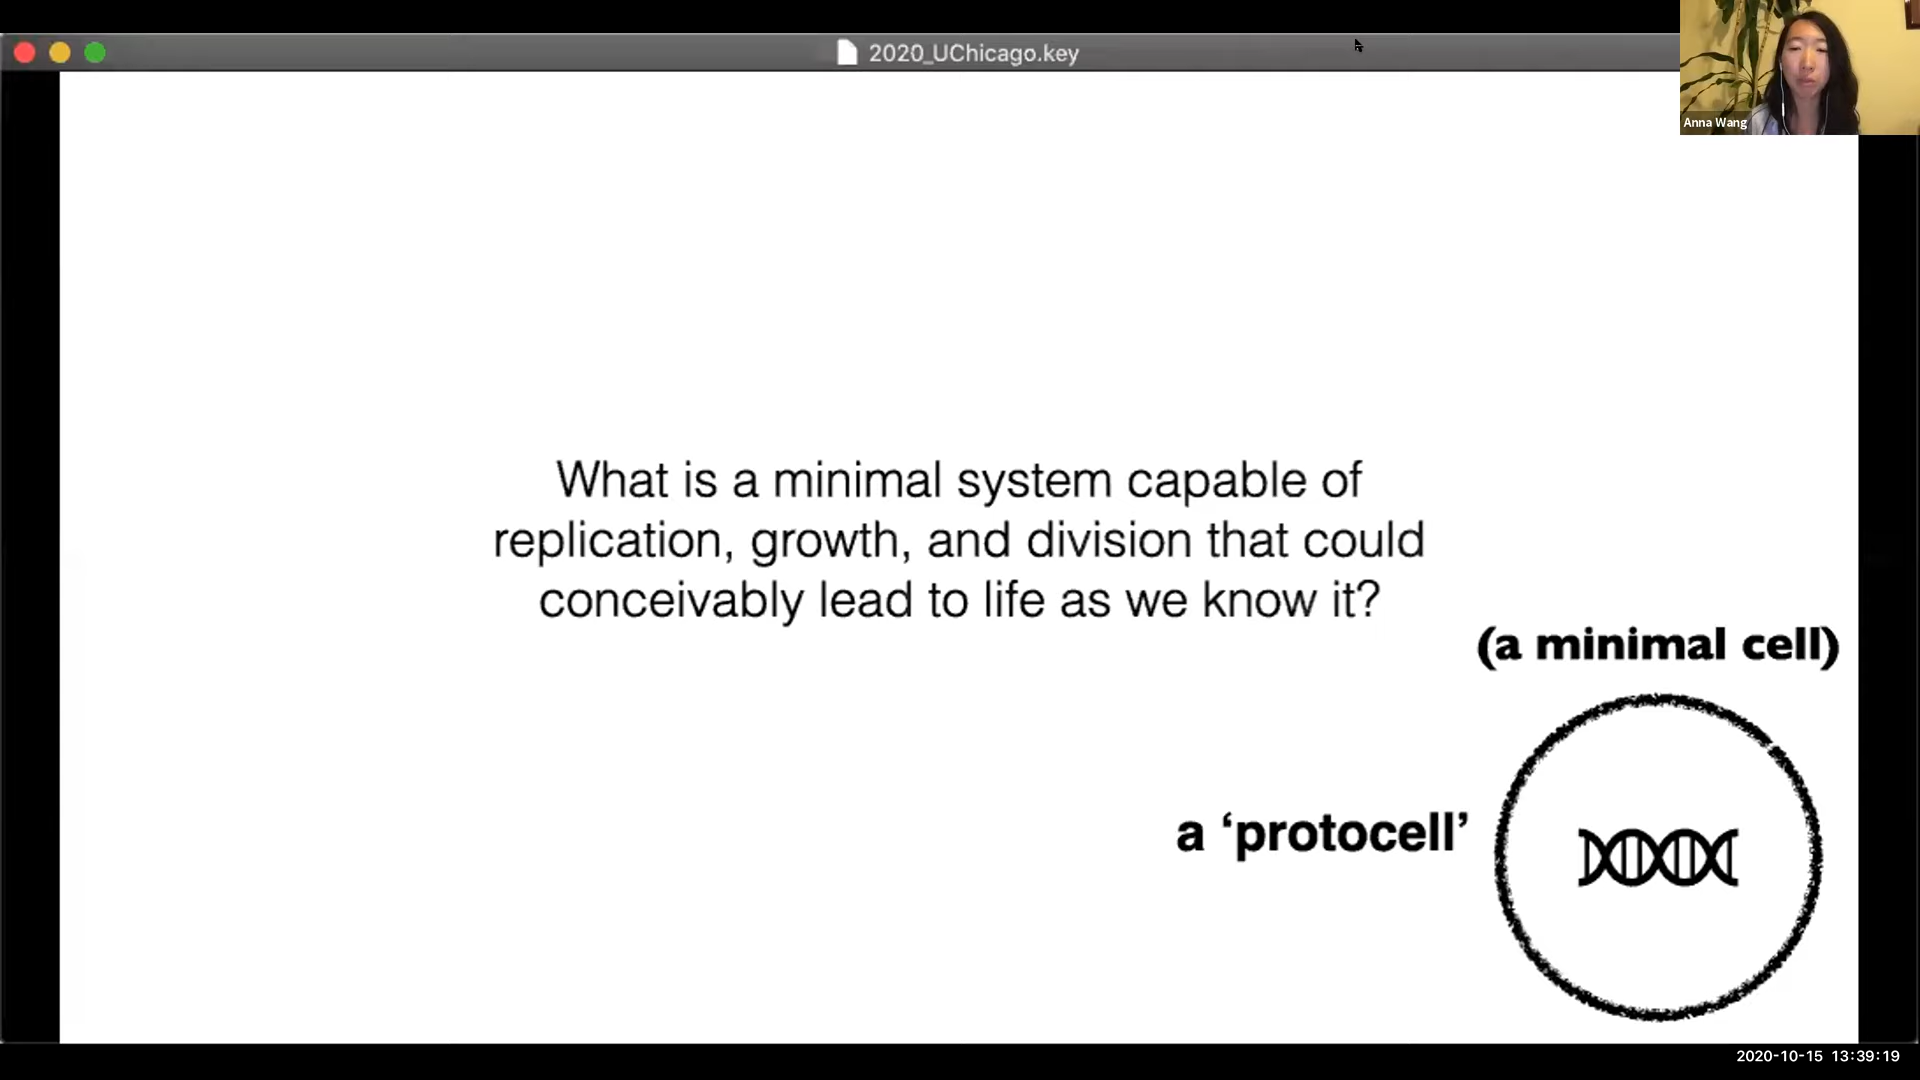 2020_UChicago.key
Anna Wang
What is a minimal system capable of
replication, growth, and division that could
conceivably lead to life as we know it?
(a minimal cell)
a ‘protocell’
2020-10-15 13:39:19